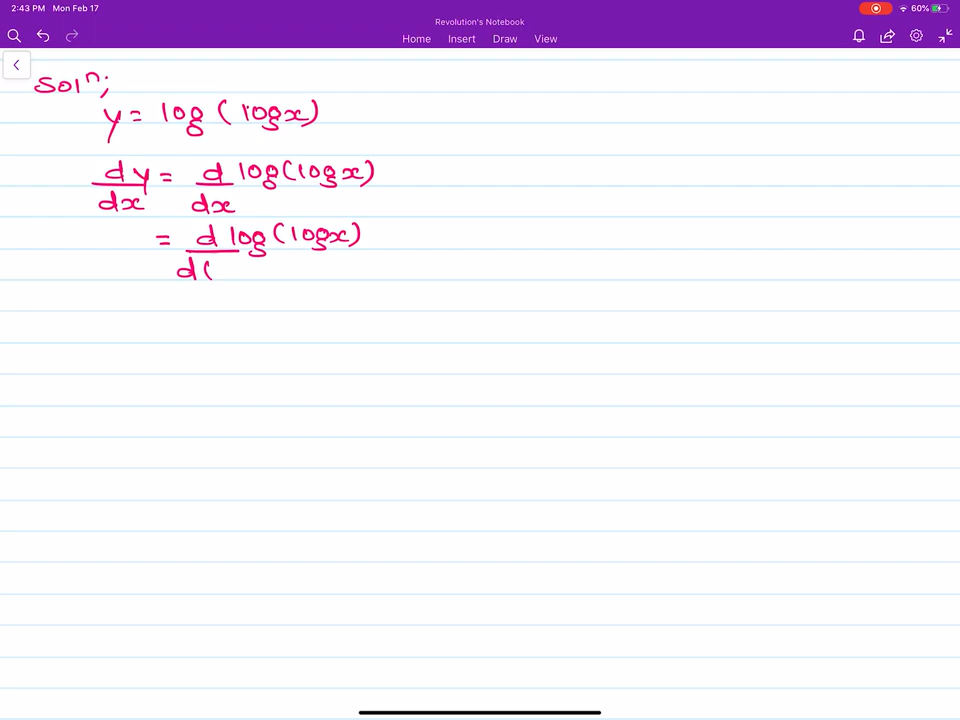 2:43 PM Mon Feb 17
60%
Revolution's Notebook
Home Insert Draw View
Solⁿ;
y = log (logx)
dy/dx = d/dx log(logx)
= d log(logx)
d(